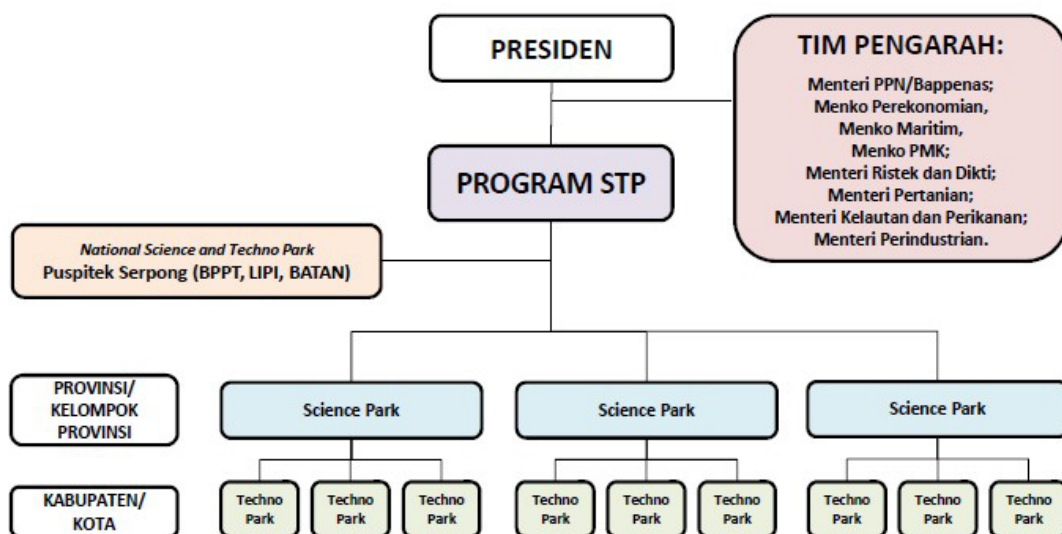 PRESIDEN
TIM PENGARAH:
Menteri PPN/Bappenas;
Menko Perekonomian,
Menko Maritim,
Menko PMK;
Menteri Ristek dan Dikti;
Menteri Pertanian;
Menteri Kelautan dan Perikanan;
Menteri Perindustrian.
PROGRAM STP
National Science and Techno Park
Puspitek Serpong (BPPT, LIPI, BATAN)
PROVINSI/
KELOMPOK
PROVINSI
Science Park
Science Park
Science Park
KABUPATEN/
KOTA
Techno
Park
Techno
Park
Techno
Park
Techno
Park
Techno
Park
Techno
Park
Techno
Park
Techno
Park
Techno
Park